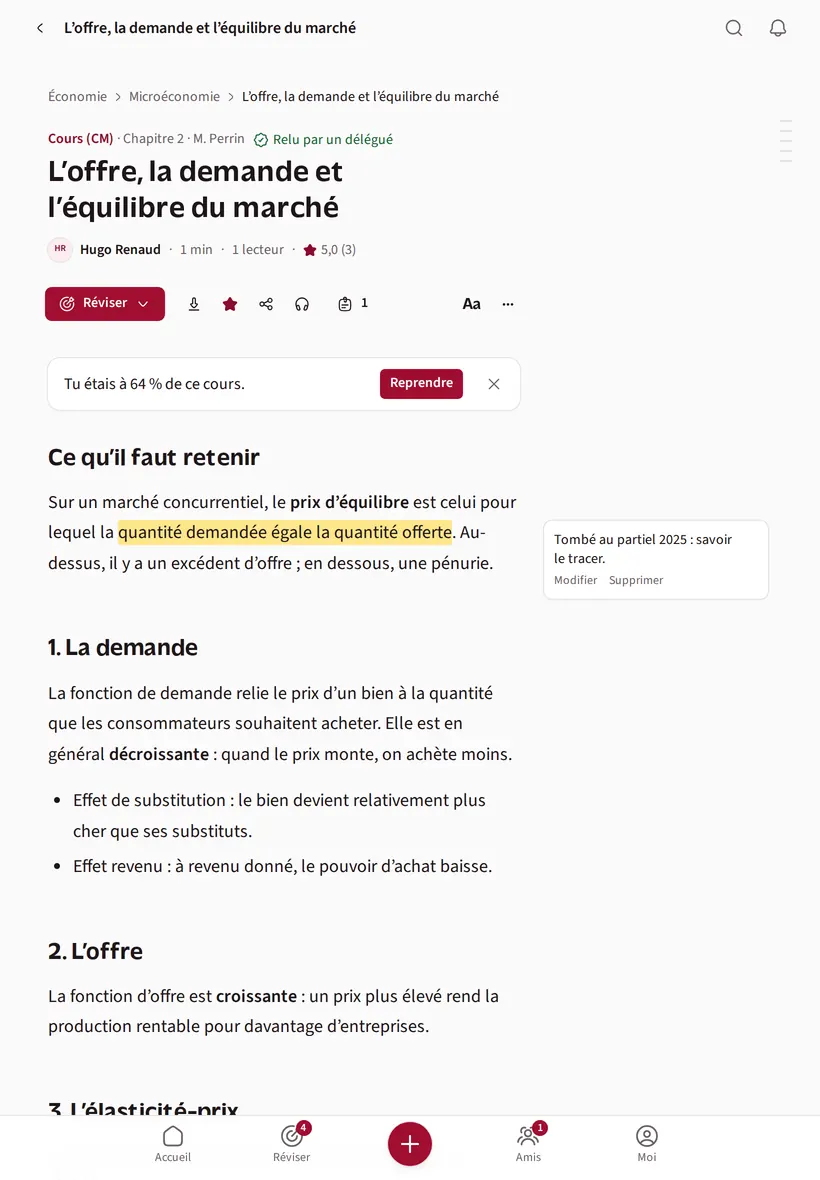 L’offre, la demande et l’équilibre du marché
Économie > Microéconomie > L’offre, la demande et l’équilibre du marché
Cours (CM) · Chapitre 2 · M. Perrin Relu par un délégué
L’offre, la demande et
l’équilibre du marché
HR Hugo Renaud · 1 min · 1 lecteur · 5,0 (3)
Réviser 1 Aa ...
Tu étais à 64 % de ce cours. Reprendre
Ce qu’il faut retenir
Sur un marché concurrentiel, le prix d’équilibre est celui pour
lequel la quantité demandée égale la quantité offerte. Au-
dessus, il y a un excédent d’offre ; en dessous, une pénurie.
Tombé au partiel 2025 : savoir
le tracer.
Modifier Supprimer
1. La demande
La fonction de demande relie le prix d’un bien à la quantité
que les consommateurs souhaitent acheter. Elle est en
général décroissante : quand le prix monte, on achète moins.
• Effet de substitution : le bien devient relativement plus
cher que ses substituts.
• Effet revenu : à revenu donné, le pouvoir d’achat baisse.
2. L’offre
La fonction d’offre est croissante : un prix plus élevé rend la
production rentable pour davantage d’entreprises.
3. L’élasticité-prix
4 1
Accueil Réviser Amis Moi